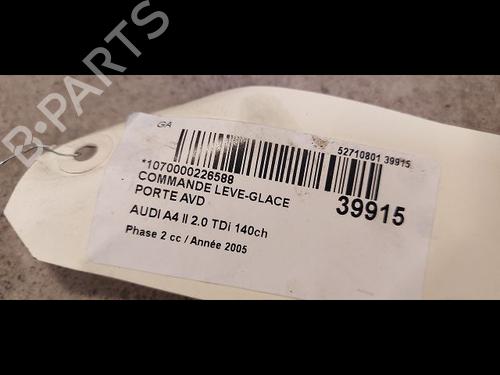 B-PARTS
GA
52710801 39915
*1070000226588
COMMANDE LEVE-GLACE
PORTE AVD
39915
AUDI A4 II 2.0 TDi 140ch
Phase 2 cc / Année 2005